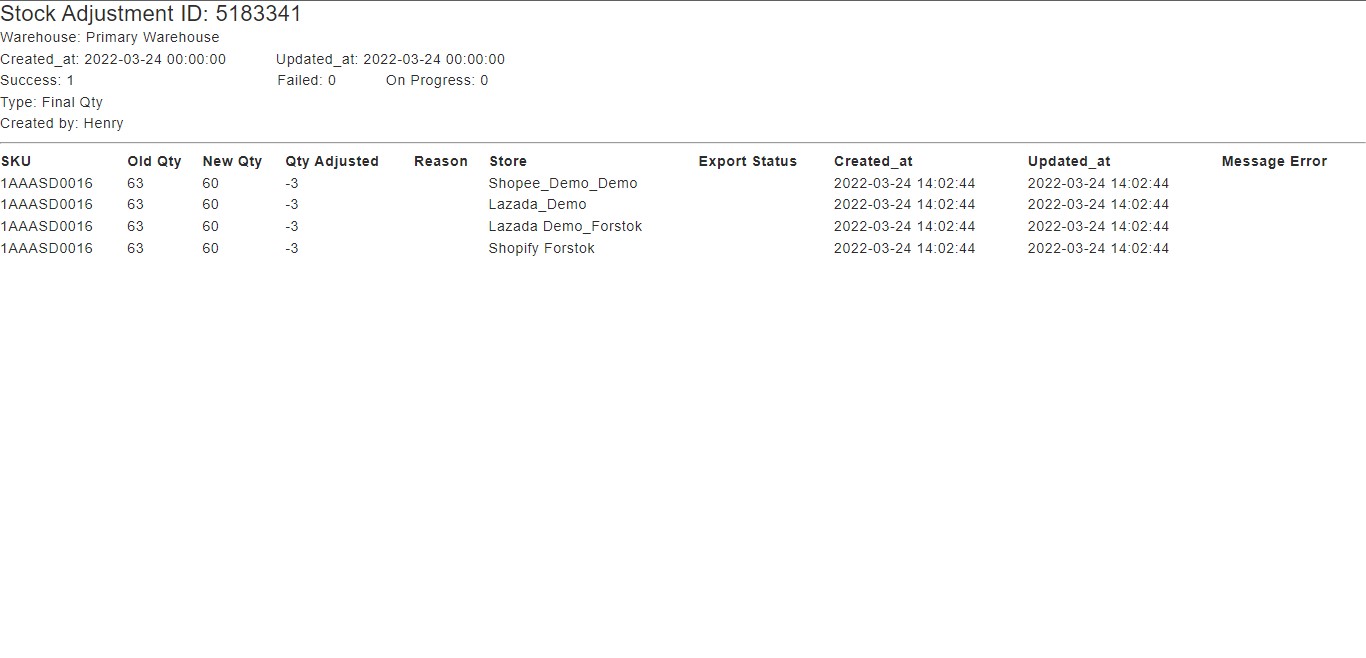 Stock Adjustment ID: 5183341
Warehouse: Primary Warehouse
Created_at: 2022-03-24 00:00:00 Updated_at: 2022-03-24 00:00:00
Success: 1 Failed: 0 On Progress: 0
Type: Final Qty
Created by: Henry
SKU Old Qty New Qty Qty Adjusted Reason Store Export Status Created_at Updated_at Message Error
1AAASD0016 63 60 -3 Shopee_Demo_Demo 2022-03-24 14:02:44 2022-03-24 14:02:44
1AAASD0016 63 60 -3 Lazada_Demo 2022-03-24 14:02:44 2022-03-24 14:02:44
1AAASD0016 63 60 -3 Lazada Demo_Forstok 2022-03-24 14:02:44 2022-03-24 14:02:44
1AAASD0016 63 60 -3 Shopify Forstok 2022-03-24 14:02:44 2022-03-24 14:02:44